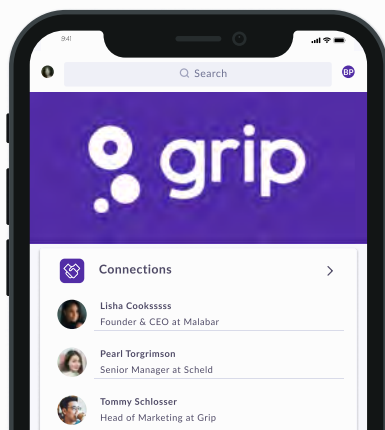 9:41
Search
BP
grip
Connections
Lisha Cooksssss
Founder & CEO at Malabar
Pearl Torgrimson
Senior Manager at Scheld
Tommy Schlosser
Head of Marketing at Grip